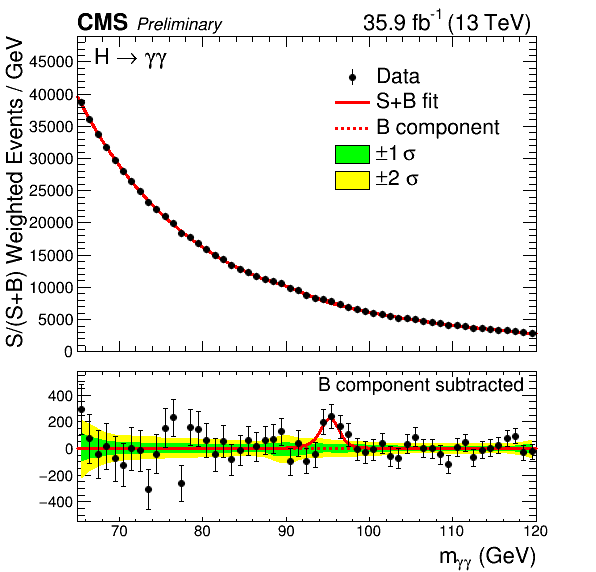 CMS Preliminary 35.9 fb-1 (13 TeV)
H → γγ
Data
S+B fit
B component
±1 σ
±2 σ
S/(S+B) Weighted Events / GeV
45000
40000
35000
30000
25000
20000
15000
10000
5000
0
B component subtracted
400
200
0
−200
−400
70 80 90 100 110 120
mγγ (GeV)